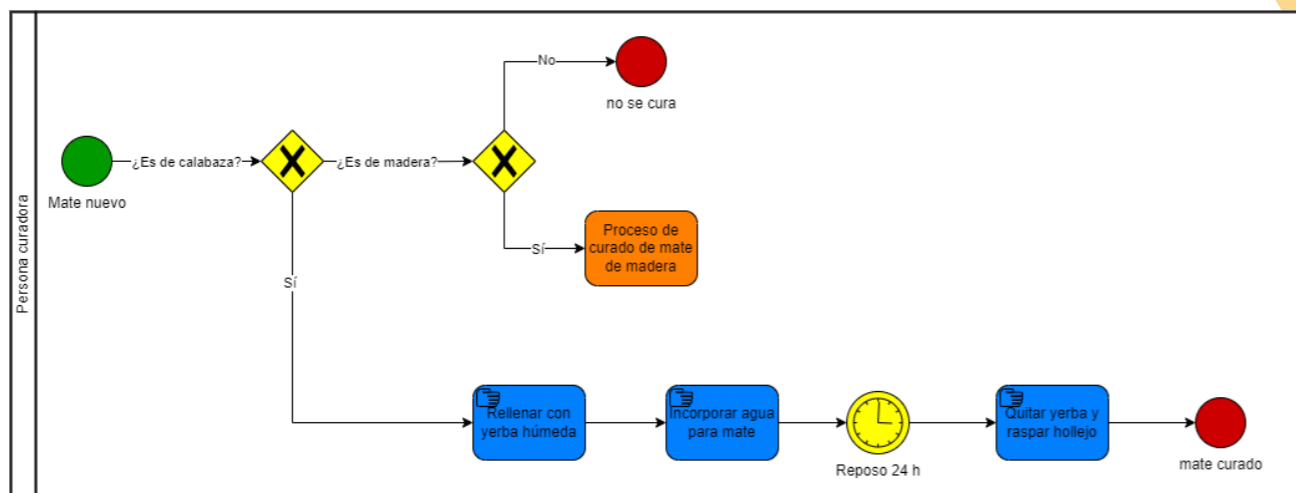 Persona curadora
Mate nuevo
¿Es de calabaza?
¿Es de madera?
No
no se cura
Sí
Proceso de
curado de mate
de madera
Sí
Rellenar con
yerba húmeda
Incorporar agua
para mate
Reposo 24 h
Quitar yerba y
raspar hollejo
mate curado